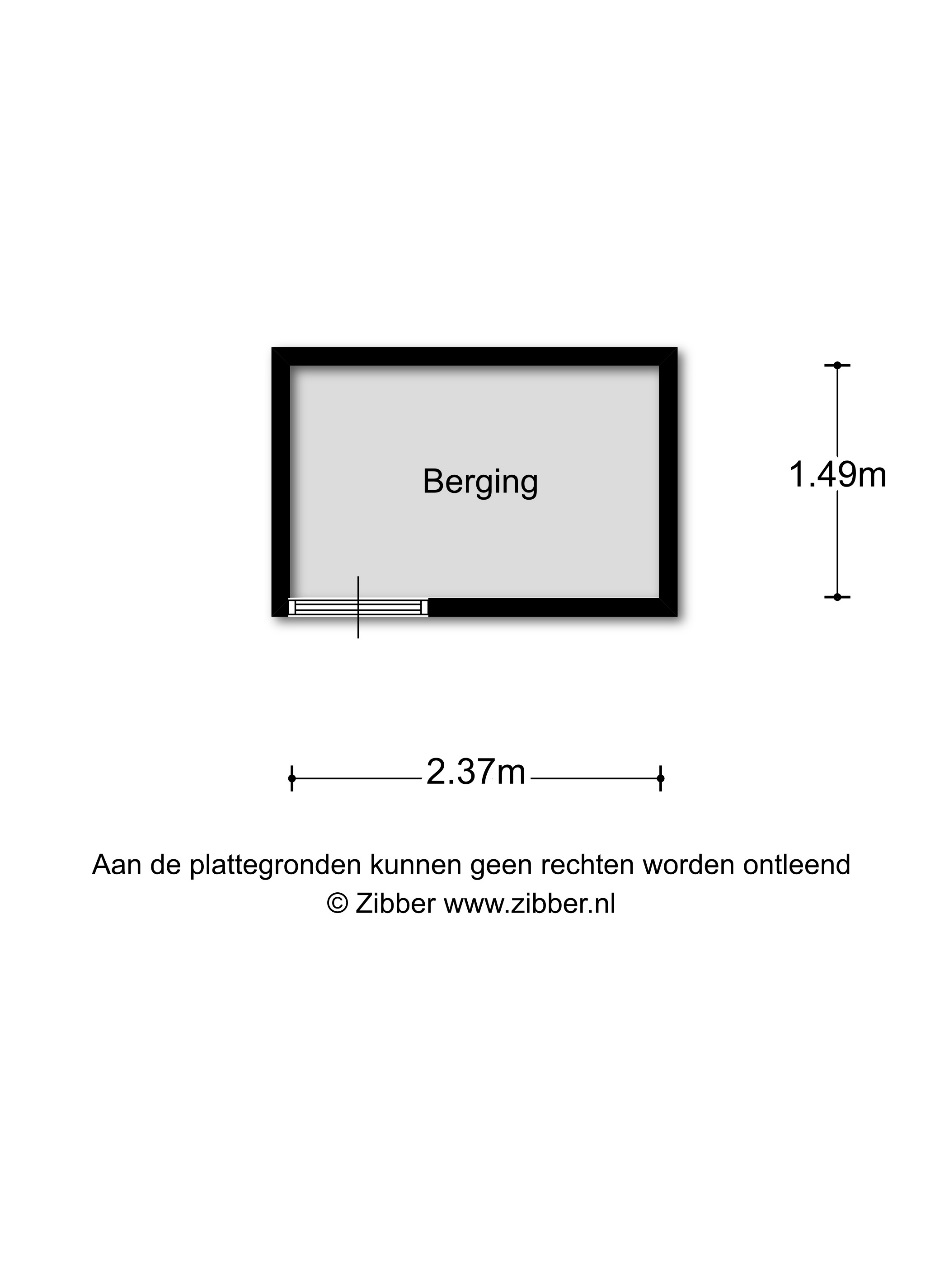 Berging
1.49m
2.37m
Aan de plattegronden kunnen geen rechten worden ontleend
© Zibber www.zibber.nl